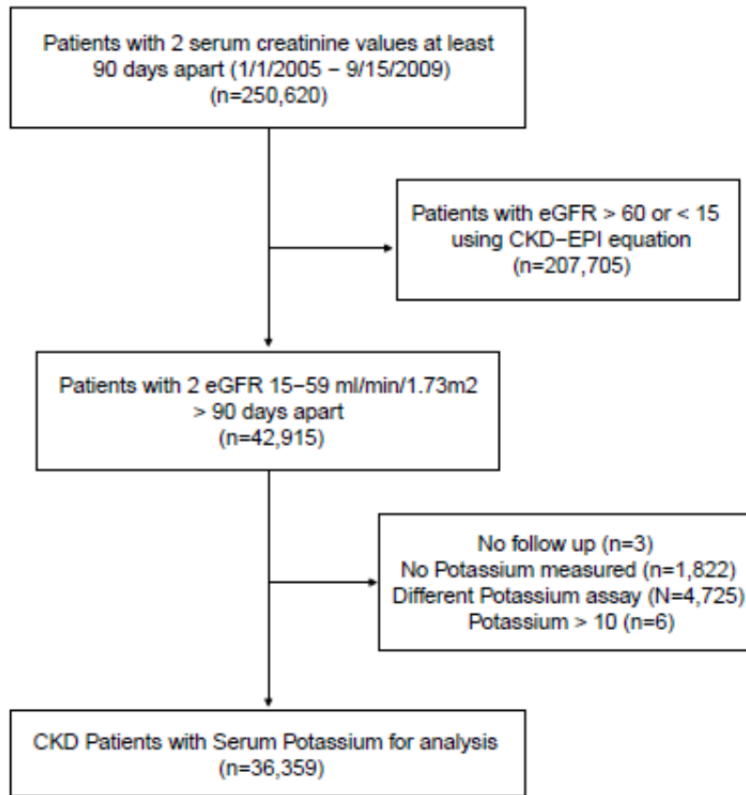 Patients with 2 serum creatinine values at least
90 days apart (1/1/2005 – 9/15/2009)
(n=250,620)
Patients with eGFR > 60 or < 15
using CKD−EPI equation
(n=207,705)
Patients with 2 eGFR 15−59 ml/min/1.73m2
> 90 days apart
(n=42,915)
No follow up (n=3)
No Potassium measured (n=1,822)
Different Potassium assay (N=4,725)
Potassium > 10 (n=6)
CKD Patients with Serum Potassium for analysis
(n=36,359)